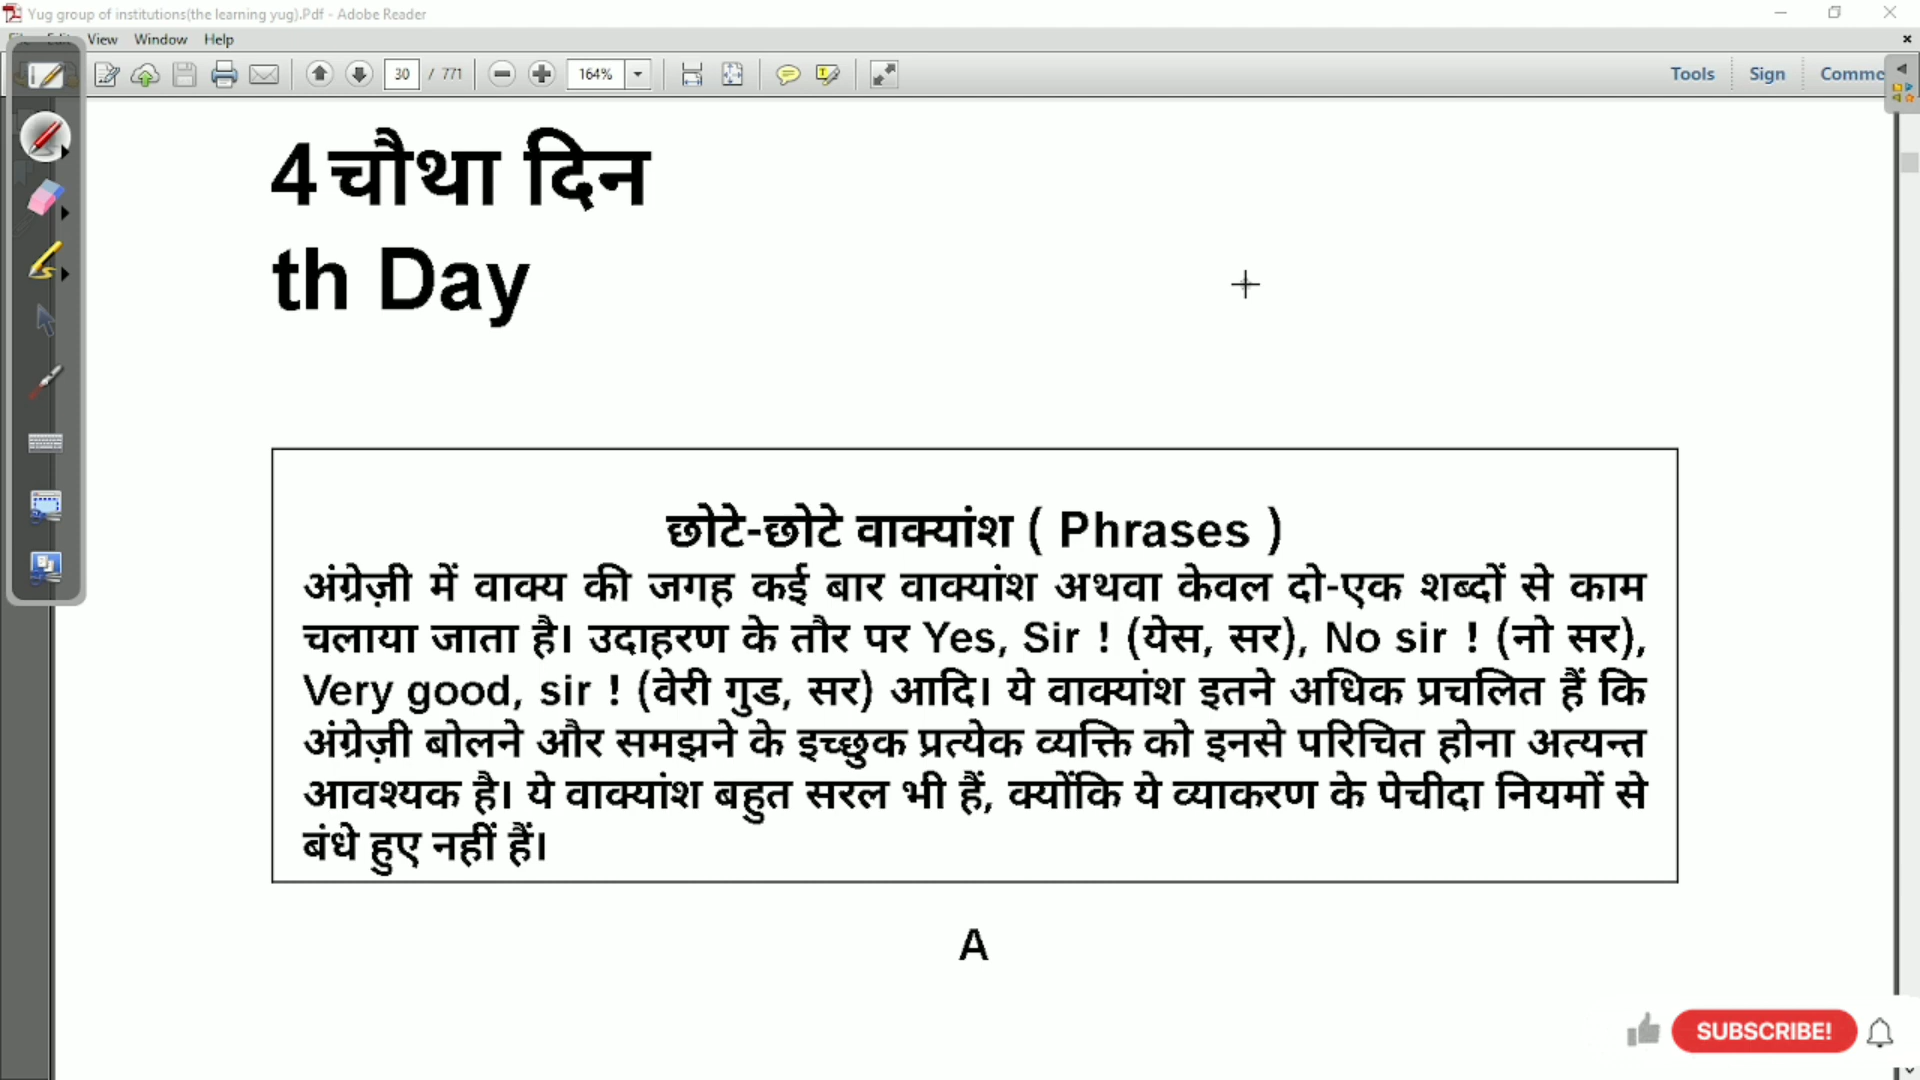 Yug group of institutions(the learning yug).Pdf - Adobe Reader
View Window Help
30 / 771 164% Tools Sign Comme
4 चौथा दिन
th Day
छोटे-छोटे वाक्यांश ( Phrases )
अंग्रेज़ी में वाक्य की जगह कई बार वाक्यांश अथवा केवल दो-एक शब्दों से काम
चलाया जाता है। उदाहरण के तौर पर Yes, Sir ! (येस, सर), No sir ! (नो सर),
Very good, sir ! (वेरी गुड, सर) आदि। ये वाक्यांश इतने अधिक प्रचलित हैं कि
अंग्रेज़ी बोलने और समझने के इच्छुक प्रत्येक व्यक्ति को इनसे परिचित होना अत्यन्त
आवश्यक है। ये वाक्यांश बहुत सरल भी हैं, क्योंकि ये व्याकरण के पेचीदा नियमों से
बंधे हुए नहीं हैं।
A
SUBSCRIBE!